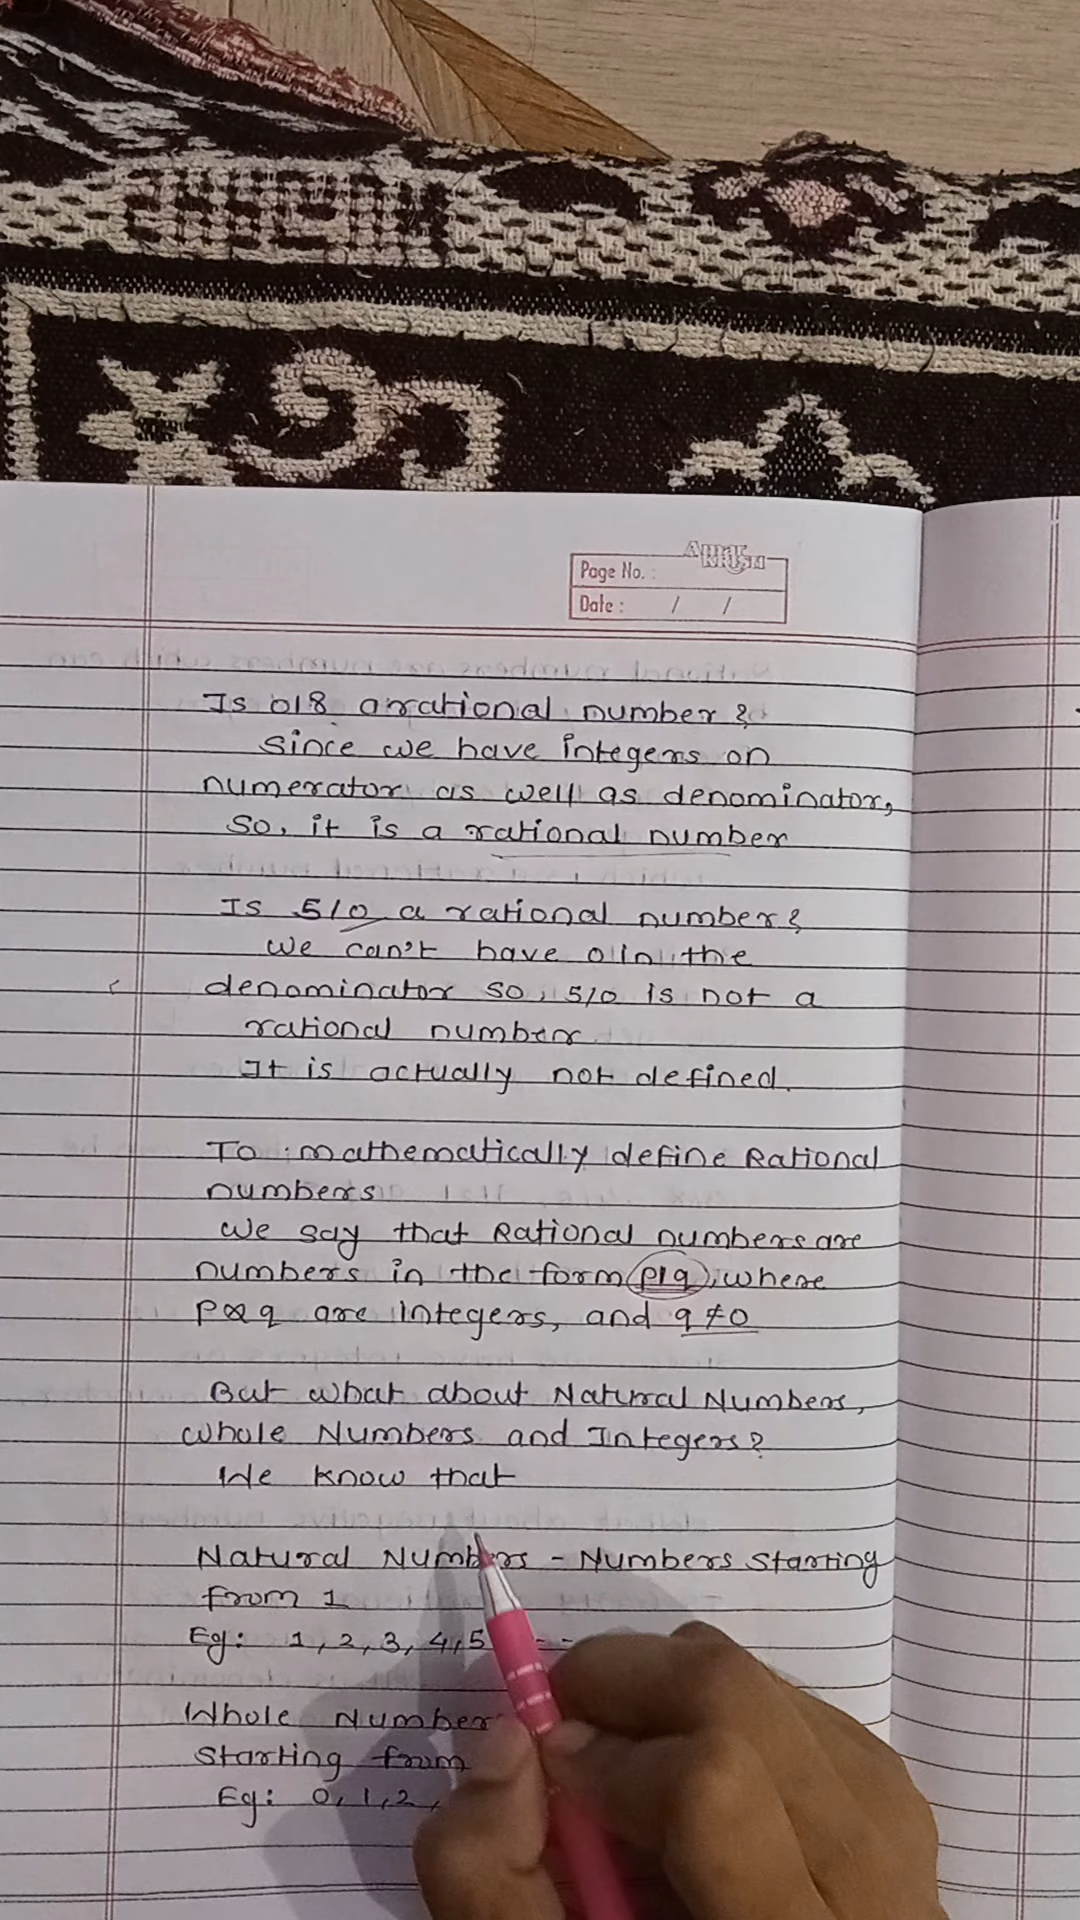 Page No. :
Date : / /
Is 0/8 a rational number?
Since we have integers on
numerator as well as denominator,
so, it is a rational number
Is 5/0 a rational number?
we can't have 0 in the
denominator so, 5/0 is not a
rational number
It is actually not defined.
To mathematically define Rational
numbers
We say that Rational numbers are
numbers in the form p/q, where
p & q are integers, and q ≠ 0
But what about Natural Numbers,
Whole Numbers and Integers?
We know that
Natural Numbers - Numbers Starting
from 1
Eg: 1, 2, 3, 4, 5 - -
Whole Number
Starting from
Eg: 0, 1, 2,